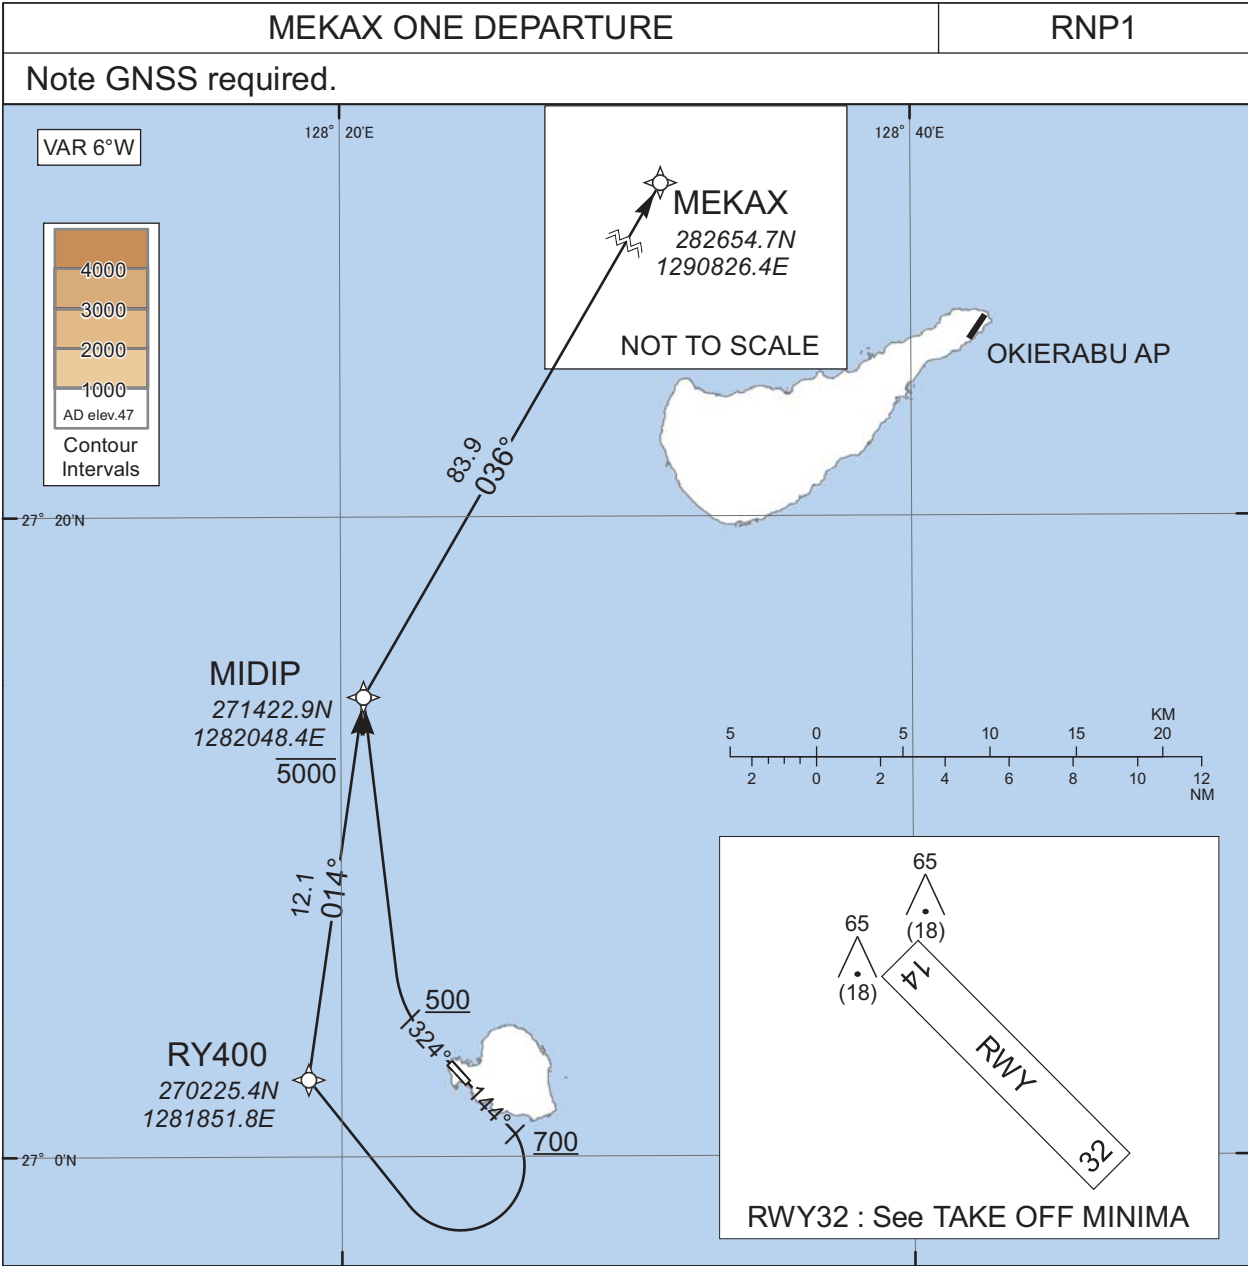 MEKAX ONE DEPARTURE
RNP1
Note GNSS required.
VAR 6°W
128° 20'E
128° 40'E
4000
3000
2000
1000
AD elev.47
Contour
Intervals
MEKAX
282654.7N
1290826.4E
NOT TO SCALE
OKIERABU AP
83.9
036°
27° 20'N
MIDIP
271422.9N
1282048.4E
5000
KM
5 0 5 10 15 20
2 0 2 4 6 8 10 12
NM
12.1
014°
500
324°
RY400
270225.4N
1281851.8E
144°
700
27° 0'N
65
(18)
65
(18)
14
RWY
32
RWY32 : See TAKE OFF MINIMA